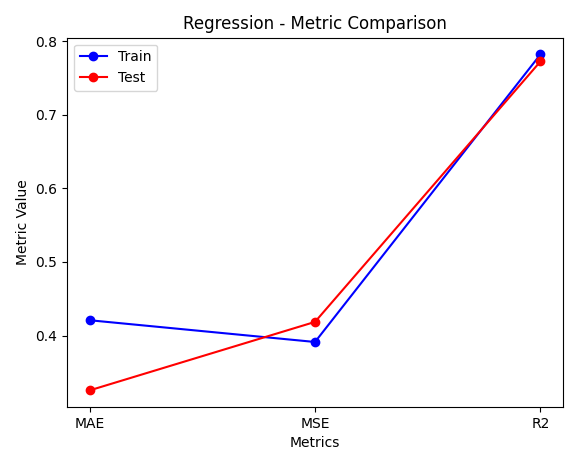 Regression - Metric Comparison
Train
Test
Metric Value
0.8
0.7
0.6
0.5
0.4
MAE
MSE
R2
Metrics